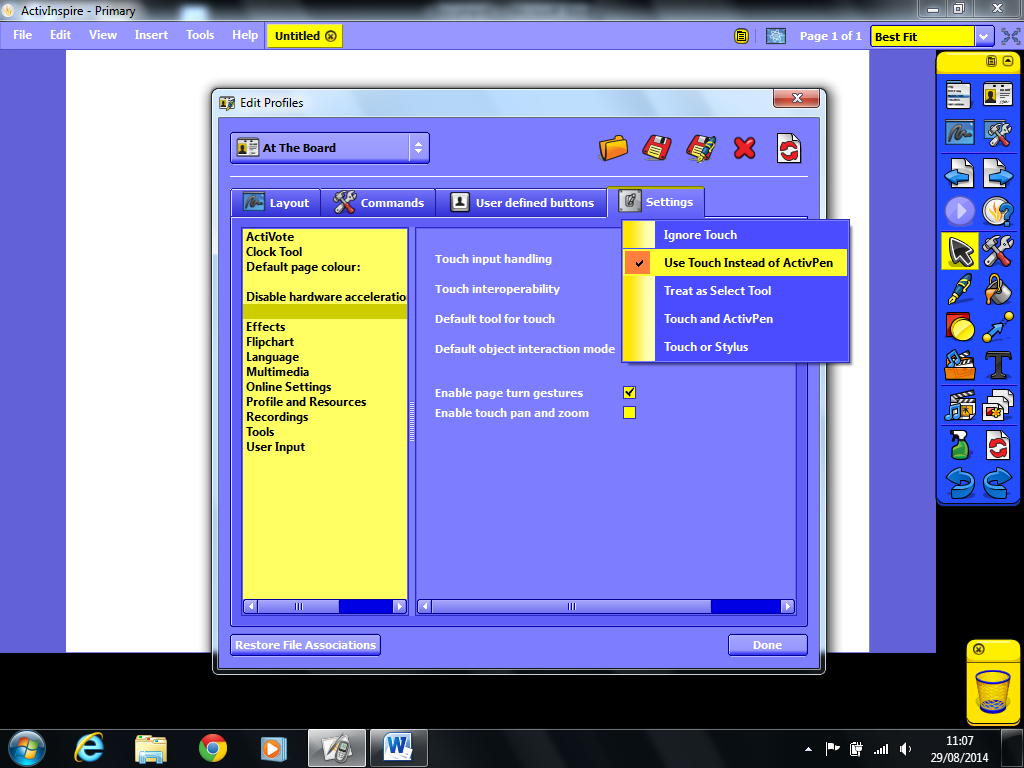 ActivInspire - Primary
File Edit View Insert Tools Help Untitled Page 1 of 1 Best Fit
Edit Profiles
At The Board
Layout Commands User defined buttons Settings
ActiVote
Clock Tool
Default page colour:
Disable hardware acceleratio
Effects
Flipchart
Language
Multimedia
Online Settings
Profile and Resources
Recordings
Tools
User Input
Touch input handling
Touch interoperability
Default tool for touch
Default object interaction mode
Enable page turn gestures
Enable touch pan and zoom
Ignore Touch
Use Touch Instead of ActivPen
Treat as Select Tool
Touch and ActivPen
Touch or Stylus
Restore File Associations Done
11:07
29/08/2014